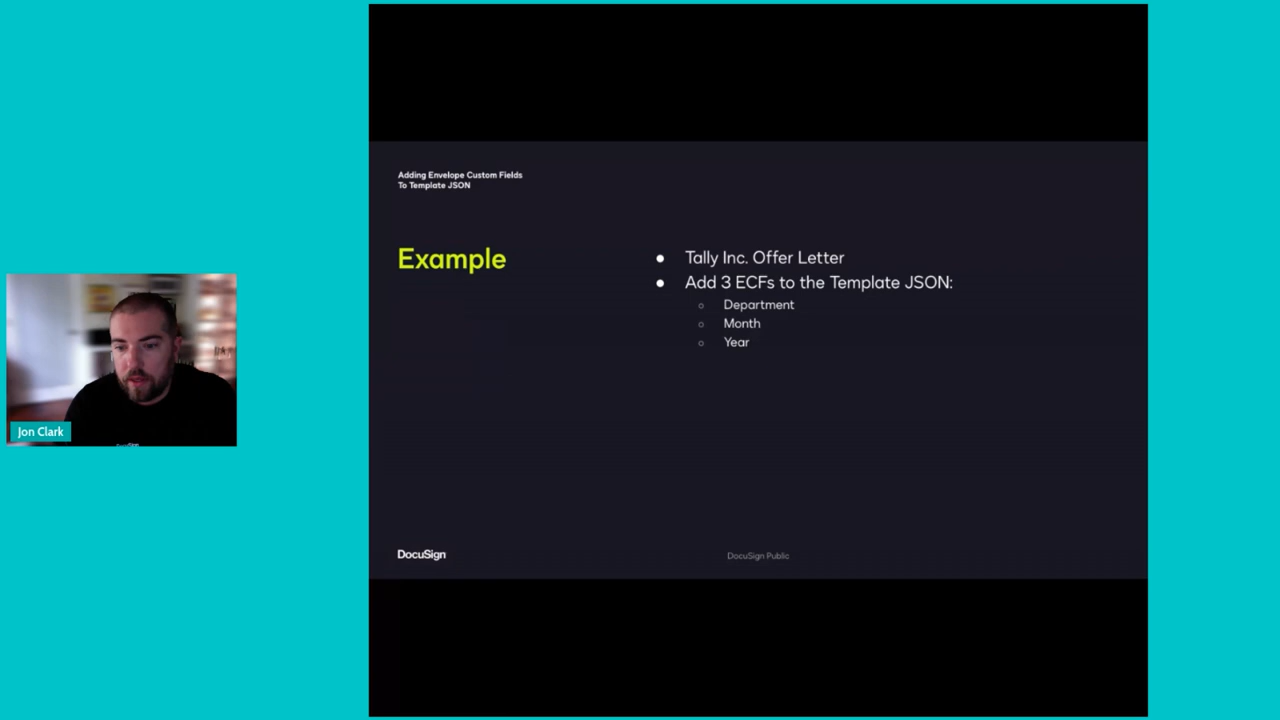 Adding Envelope Custom Fields
To Template JSON
Example
● Tally Inc. Offer Letter
● Add 3 ECFs to the Template JSON:
○ Department
○ Month
○ Year
Jon Clark
DocuSign
DocuSign Public